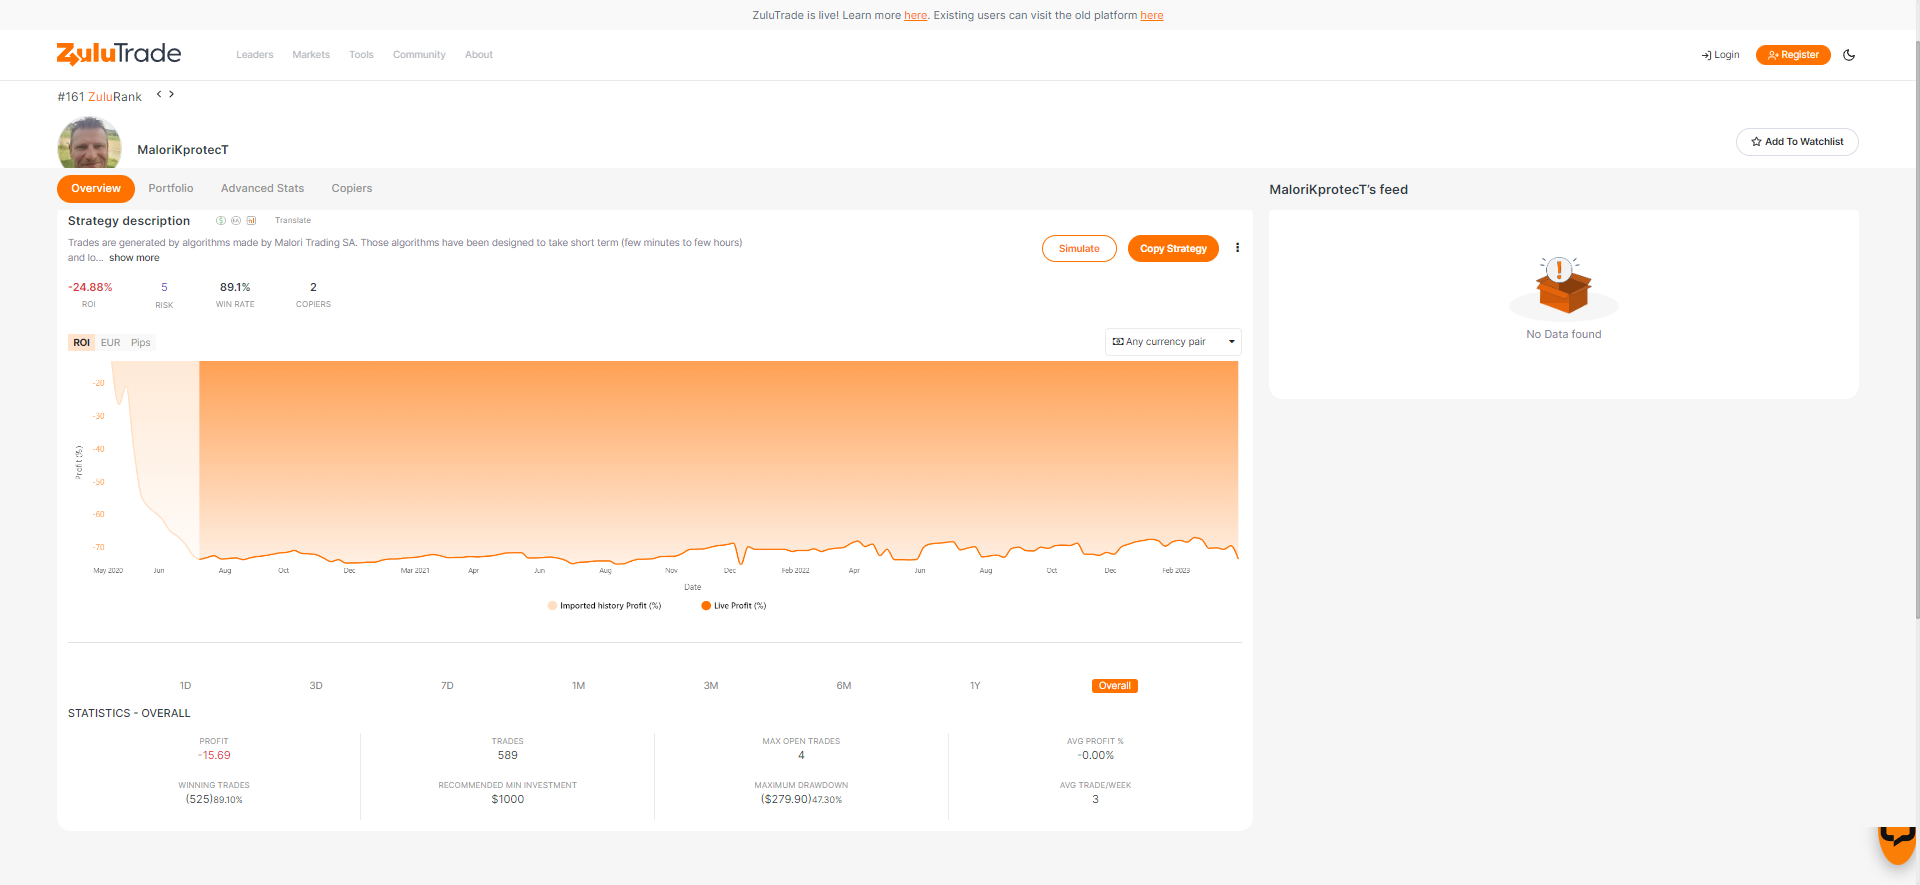 ZuluTrade is live! Learn more here. Existing users can visit the old platform here
ZuluTrade
Leaders Markets Tools Community About
Login Register
#161 ZuluRank < >
MaloriKprotecT
Add To Watchlist
Overview Portfolio Advanced Stats Copiers
MaloriKprotecT's feed
Strategy description
Translate
Trades are generated by algorithms made by Malori Trading SA. Those algorithms have been designed to take short term (few minutes to few hours)
and lo... show more
Simulate Copy Strategy
-24.88% 5 89.1% 2
ROI RISK WIN RATE COPIERS
No Data found
ROI EUR Pips
Any currency pair
-20
-30
-40
-50
-60
-70
Profit (%)
May 2020 Jun Aug Oct Dec Mar 2021 Apr Jun Aug Nov Dec Feb 2022 Apr Jun Aug Oct Dec Feb 2023
Date
Imported history Profit (%) Live Profit (%)
1D 3D 7D 1M 3M 6M 1Y Overall
STATISTICS - OVERALL
PROFIT TRADES MAX OPEN TRADES AVG PROFIT %
-15.69 589 4 -0.00%
WINNING TRADES RECOMMENDED MIN INVESTMENT MAXIMUM DRAWDOWN AVG TRADE/WEEK
(525)89.10% $1000 ($279.90)47.30% 3